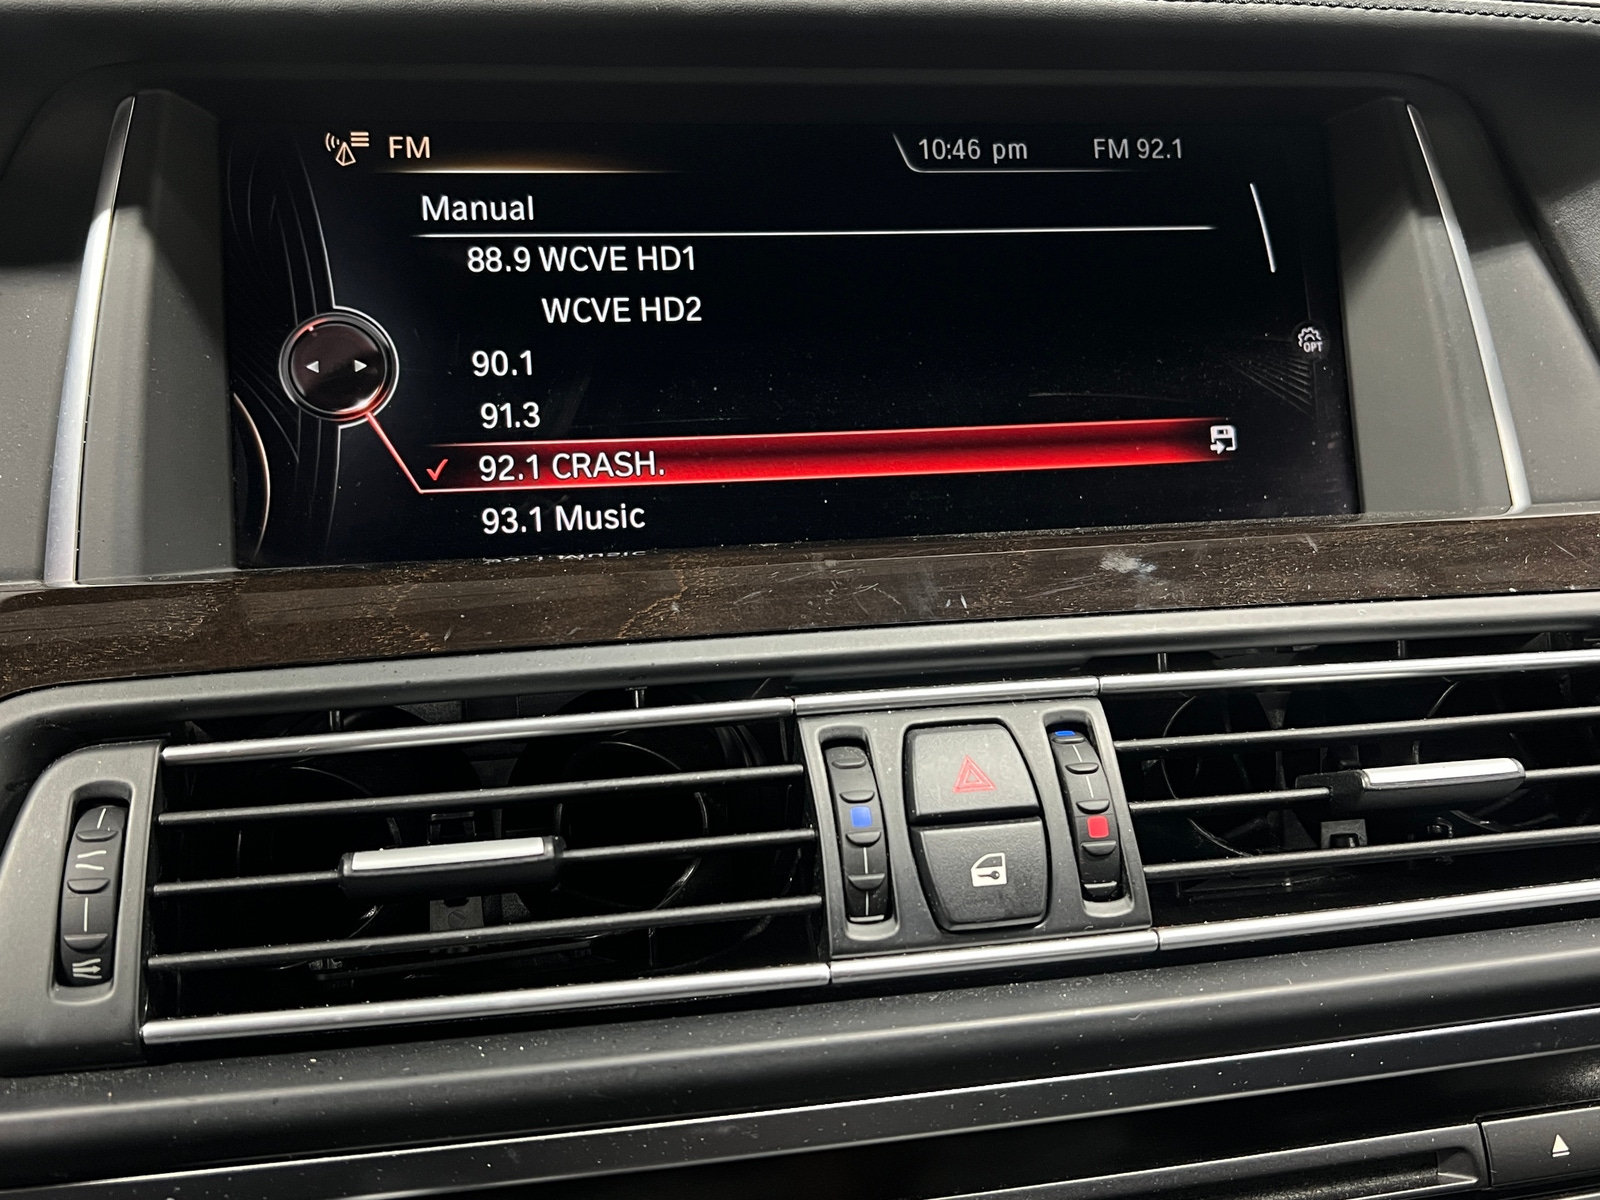 FM
10:46 pm
FM 92.1
Manual
88.9 WCVE HD1
WCVE HD2
90.1
91.3
92.1 CRASH.
93.1 Music
OPT